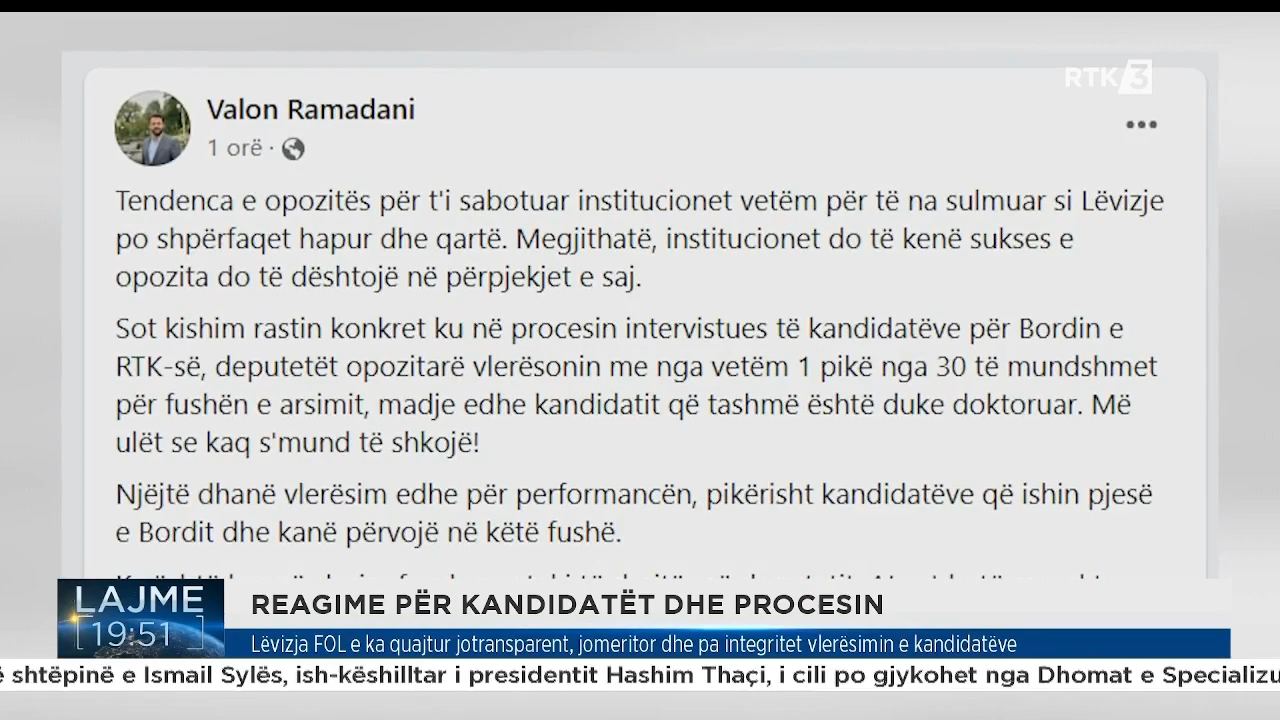 RTK 3
Valon Ramadani
1 orë ·
Tendenca e opozitës për t'i sabotuar institucionet vetëm për të na sulmuar si Lëvizje
po shpërfaqet hapur dhe qartë. Megjithatë, institucionet do të kenë sukses e
opozita do të dështojë në përpjekjet e saj.
Sot kishim rastin konkret ku në procesin intervistues të kandidatëve për Bordin e
RTK-së, deputetët opozitarë vlerësonin me nga vetëm 1 pikë nga 30 të mundshmet
për fushën e arsimit, madje edhe kandidatit që tashmë është duke doktoruar. Më
ulët se kaq s'mund të shkojë!
Njëjtë dhanë vlerësim edhe për performancën, pikërisht kandidatëve që ishin pjesë
e Bordit dhe kanë përvojë në këtë fushë.
LAJME
19:51
REAGIME PËR KANDIDATËT DHE PROCESIN
Lëvizja FOL e ka quajtur jotransparent, jomeritor dhe pa integritet vlerësimin e kandidatëve
ë shtëpinë e Ismail Sylës, ish-këshilltar i presidentit Hashim Thaçi, i cili po gjykohet nga Dhomat e Specializu